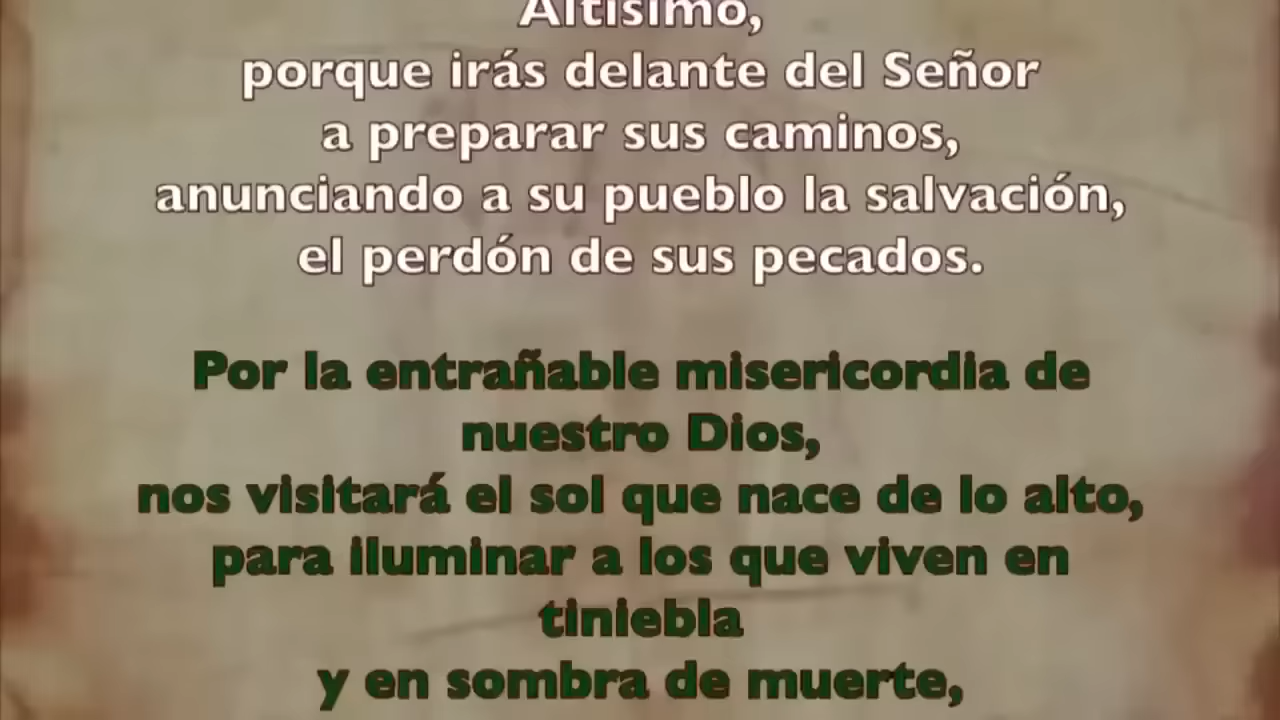 Altísimo,
porque irás delante del Señor
a preparar sus caminos,
anunciando a su pueblo la salvación,
el perdón de sus pecados.
Por la entrañable misericordia de
nuestro Dios,
nos visitará el sol que nace de lo alto,
para iluminar a los que viven en
tiniebla
y en sombra de muerte,